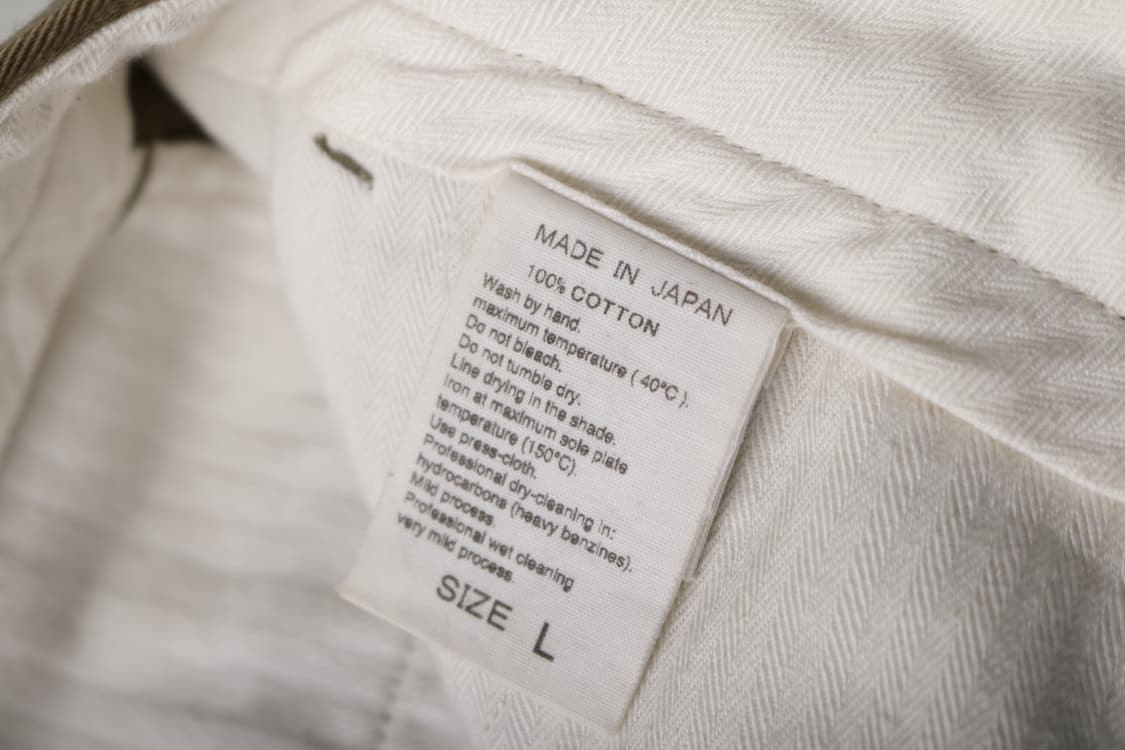 MADE IN JAPAN
100% COTTON
Wash by hand.
maximum temperature ( 40°C ).
Do not bleach.
Do not tumble dry.
Line drying in the shade.
Iron at maximum sole plate
temperature (150°C).
Use press-cloth.
Professional dry-cleaning in:
hydrocarbons (heavy benzines).
Mild process.
Professional wet cleaning
very mild process.
SIZE L